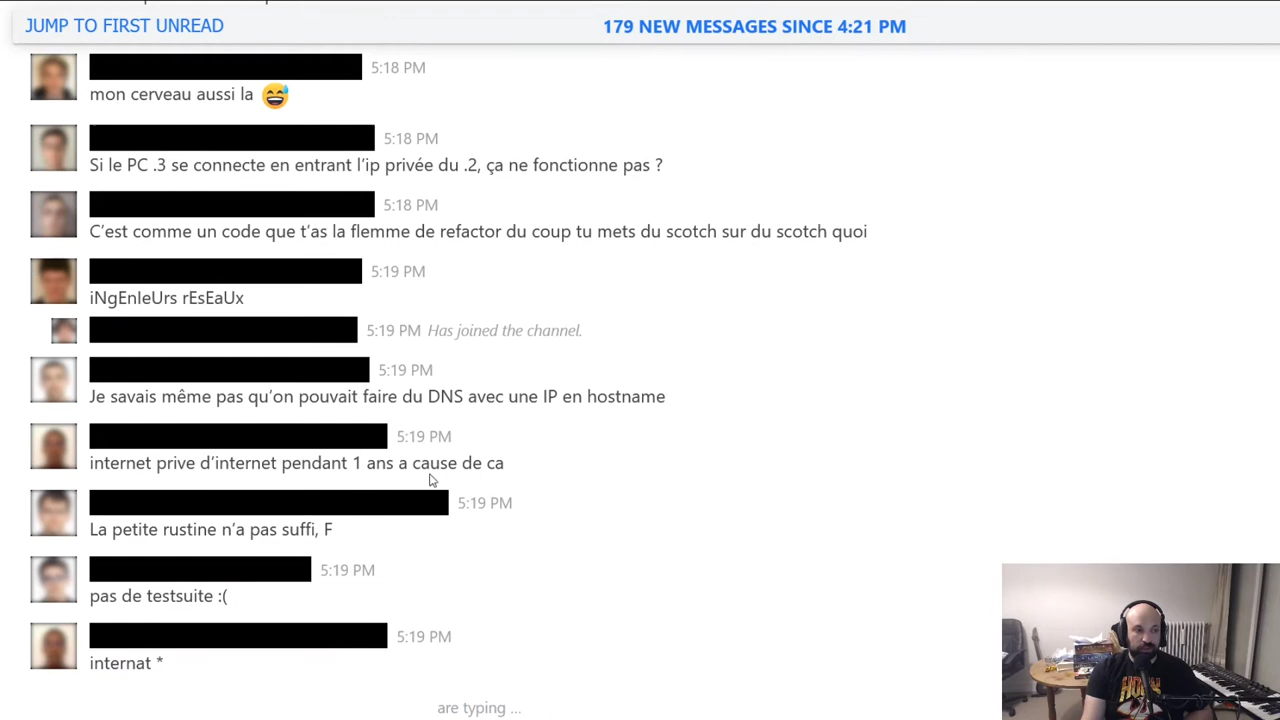 JUMP TO FIRST UNREAD
179 NEW MESSAGES SINCE 4:21 PM
5:18 PM
mon cerveau aussi la 😅
5:18 PM
Si le PC .3 se connecte en entrant l'ip privée du .2, ça ne fonctionne pas ?
5:18 PM
C'est comme un code que t'as la flemme de refactor du coup tu mets du scotch sur du scotch quoi
5:19 PM
iNgEnIeUrs rEsEaUx
5:19 PM Has joined the channel.
5:19 PM
Je savais même pas qu'on pouvait faire du DNS avec une IP en hostname
5:19 PM
internet prive d'internet pendant 1 ans a cause de ca
5:19 PM
La petite rustine n'a pas suffi, F
5:19 PM
pas de testsuite :(
5:19 PM
internat *
are typing ...